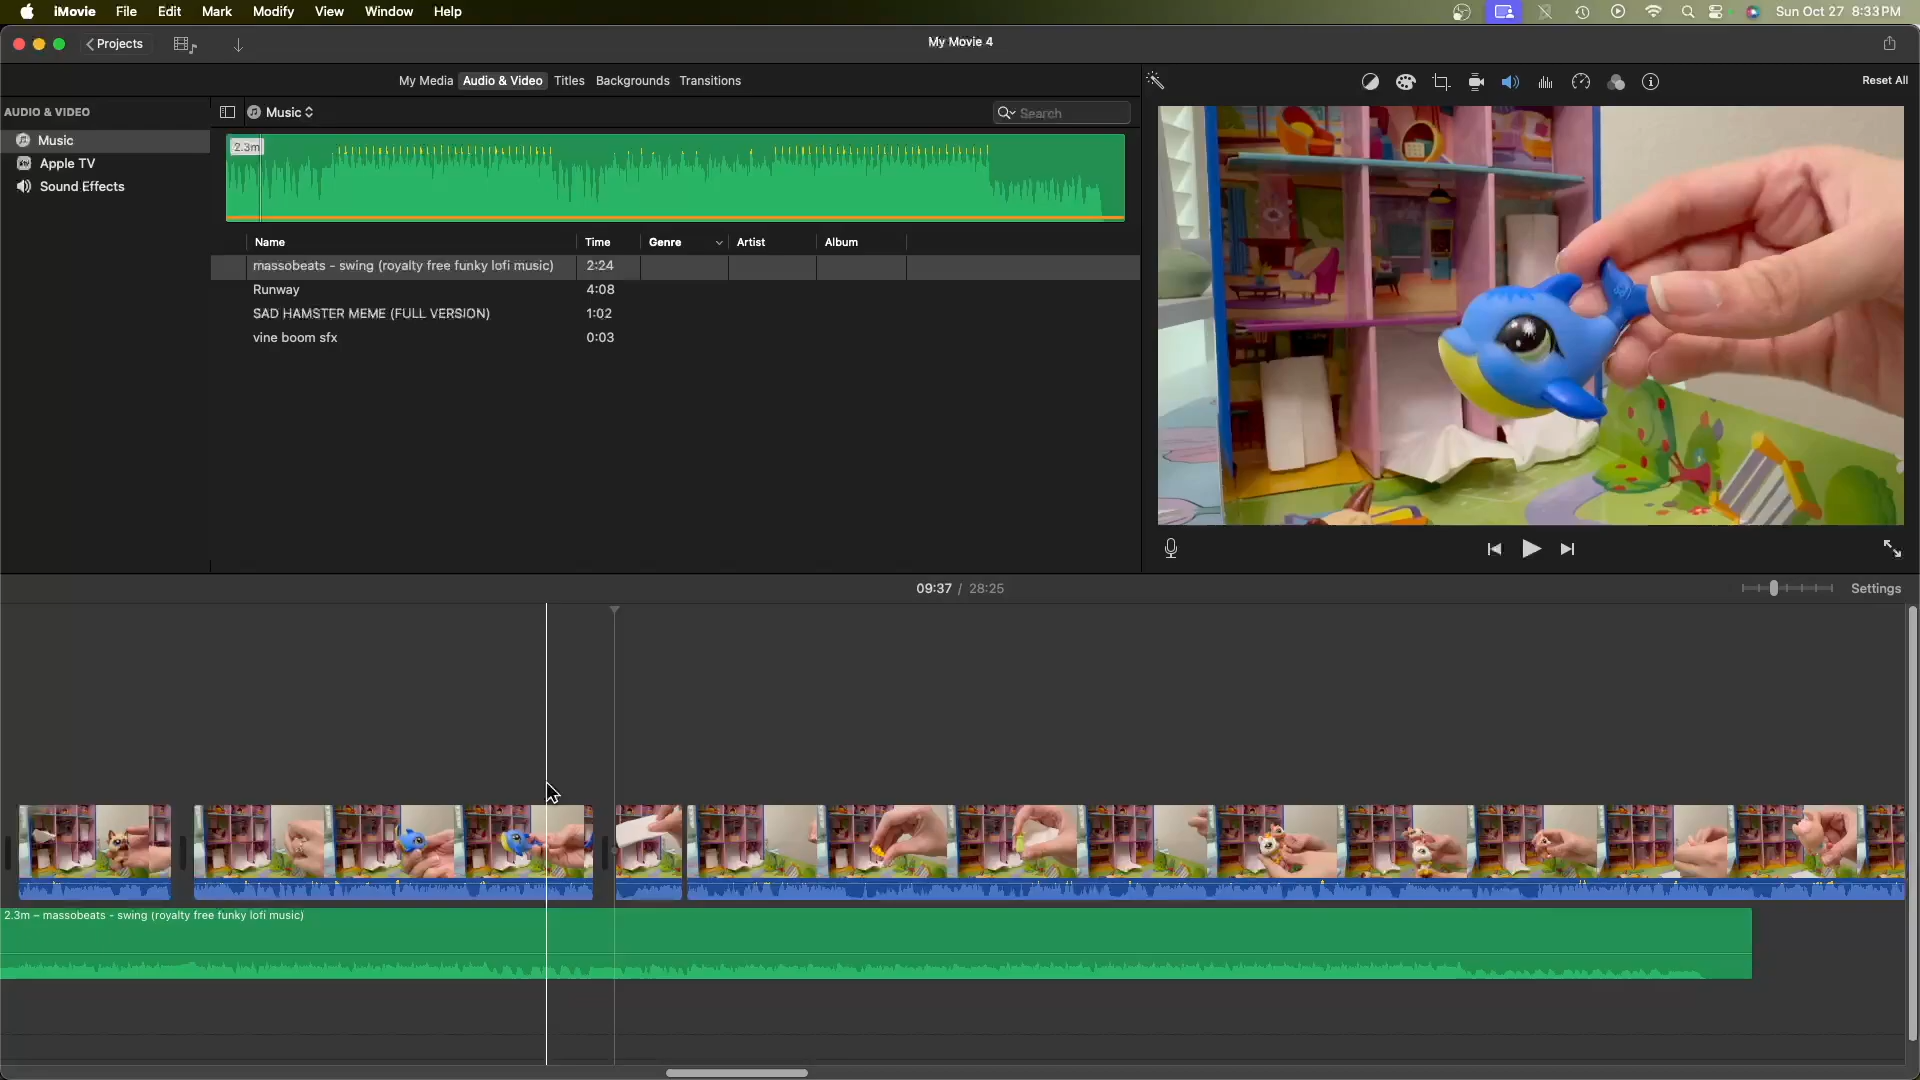 iMovie File Edit Mark Modify View Window Help
Sun Oct 27 8:33 PM
Projects
My Movie 4
My Media Audio & Video Titles Backgrounds Transitions
Reset All
AUDIO & VIDEO
Music
Search
Music
Apple TV
Sound Effects
2.3m
Name Time Genre Artist Album
massobeats - swing (royalty free funky lofi music) 2:24
Runway 4:08
SAD HAMSTER MEME (FULL VERSION) 1:02
vine boom sfx 0:03
09:37 / 28:25
Settings
2.3m – massobeats - swing (royalty free funky lofi music)